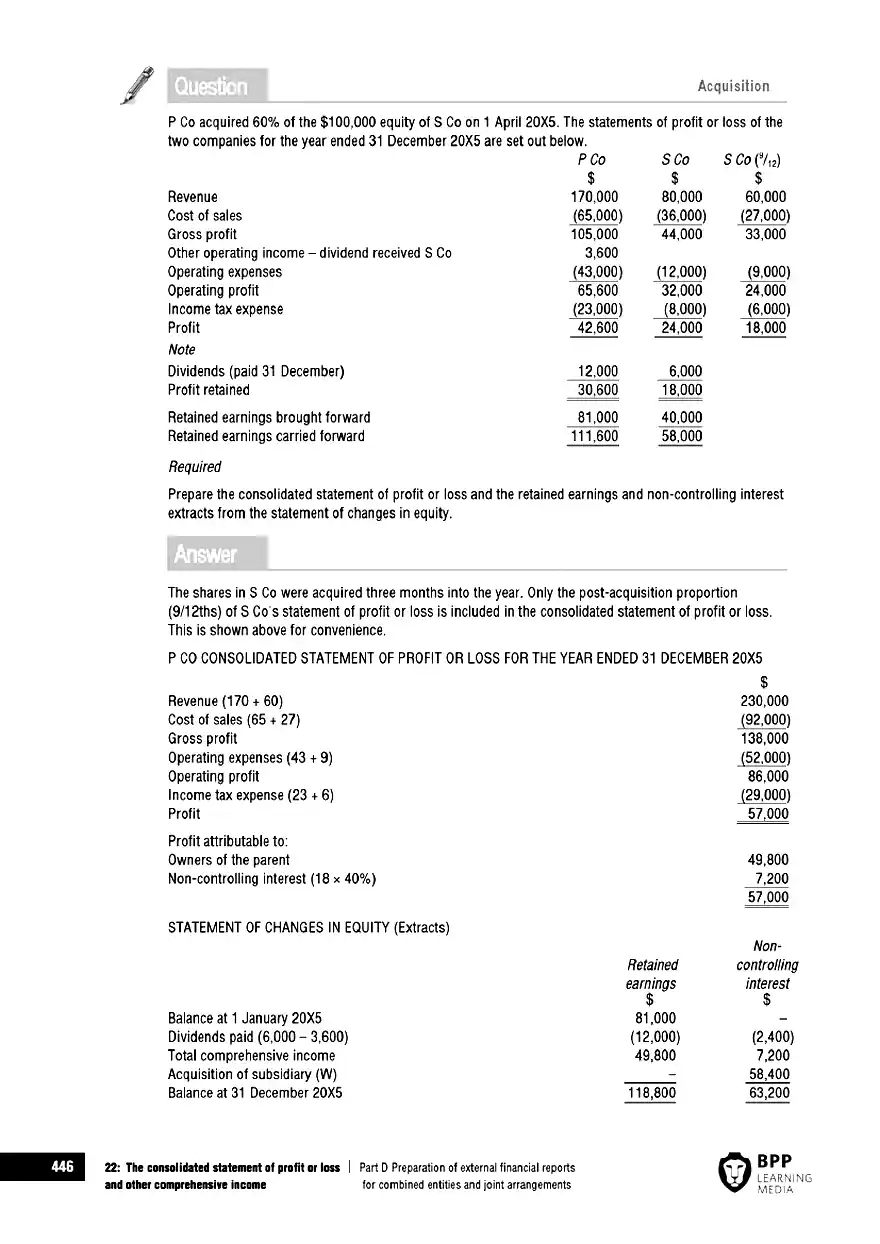 Question
Acquisition
P Co acquired 60% of the $100,000 equity of S Co on 1 April 20X5. The statements of profit or loss of the
two companies for the year ended 31 December 20X5 are set out below.
P Co S Co S Co (9/12)
$ $ $
Revenue 170,000 80,000 60,000
Cost of sales (65,000) (36,000) (27,000)
Gross profit 105,000 44,000 33,000
Other operating income – dividend received S Co 3,600
Operating expenses (43,000) (12,000) (9,000)
Operating profit 65,600 32,000 24,000
Income tax expense (23,000) (8,000) (6,000)
Profit 42,600 24,000 18,000
Note
Dividends (paid 31 December) 12,000 6,000
Profit retained 30,600 18,000
Retained earnings brought forward 81,000 40,000
Retained earnings carried forward 111,600 58,000
Required
Prepare the consolidated statement of profit or loss and the retained earnings and non-controlling interest
extracts from the statement of changes in equity.
Answer
The shares in S Co were acquired three months into the year. Only the post-acquisition proportion
(9/12ths) of S Co's statement of profit or loss is included in the consolidated statement of profit or loss.
This is shown above for convenience.
P CO CONSOLIDATED STATEMENT OF PROFIT OR LOSS FOR THE YEAR ENDED 31 DECEMBER 20X5
$
Revenue (170 + 60) 230,000
Cost of sales (65 + 27) (92,000)
Gross profit 138,000
Operating expenses (43 + 9) (52,000)
Operating profit 86,000
Income tax expense (23 + 6) (29,000)
Profit 57,000
Profit attributable to:
Owners of the parent 49,800
Non-controlling interest (18 × 40%) 7,200
57,000
STATEMENT OF CHANGES IN EQUITY (Extracts)
Non-
Retained controlling
earnings interest
$ $
Balance at 1 January 20X5 81,000 –
Dividends paid (6,000 – 3,600) (12,000) (2,400)
Total comprehensive income 49,800 7,200
Acquisition of subsidiary (W) – 58,400
Balance at 31 December 20X5 118,800 63,200
446 22: The consolidated statement of profit or loss | Part D Preparation of external financial reports
and other comprehensive income for combined entities and joint arrangements
BPP
LEARNING
MEDIA